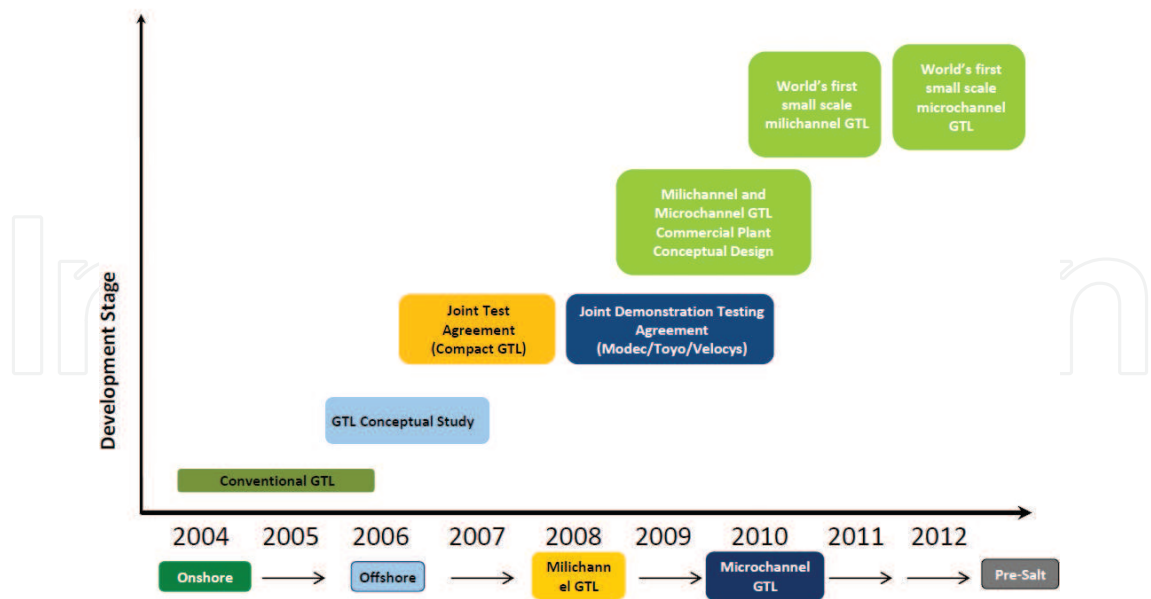 World's first
small scale
milichannel GTL
World's first
small scale
microchannel
GTL
Milichannel and
Microchannel GTL
Commercial Plant
Conceptual Design
Joint Test
Agreement
(Compact GTL)
Joint Demonstration Testing
Agreement
(Modec/Toyo/Velocys)
GTL Conceptual Study
Conventional GTL
Development Stage
2004 2005 2006 2007 2008 2009 2010 2011 2012
Onshore
Offshore
Milichann
el GTL
Microchannel
GTL
Pre-Salt